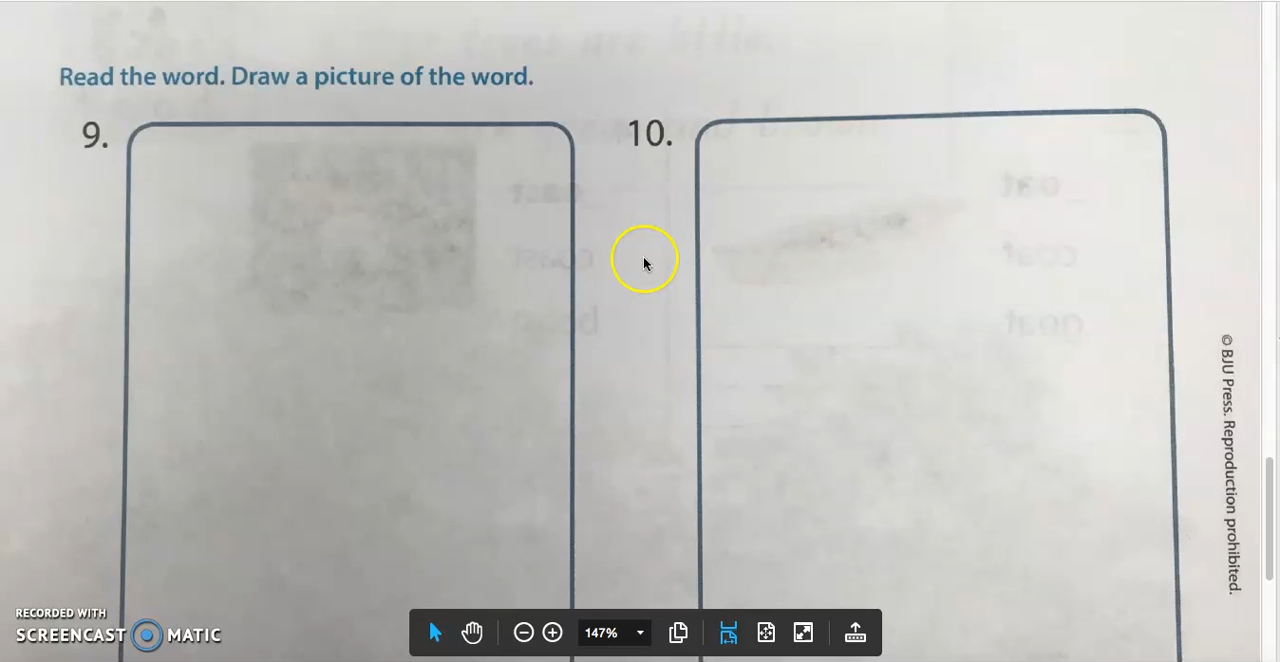 Read the word. Draw a picture of the word.
9.
10.
© BJU Press. Reproduction prohibited.
147%
RECORDED WITH
SCREENCAST MATIC